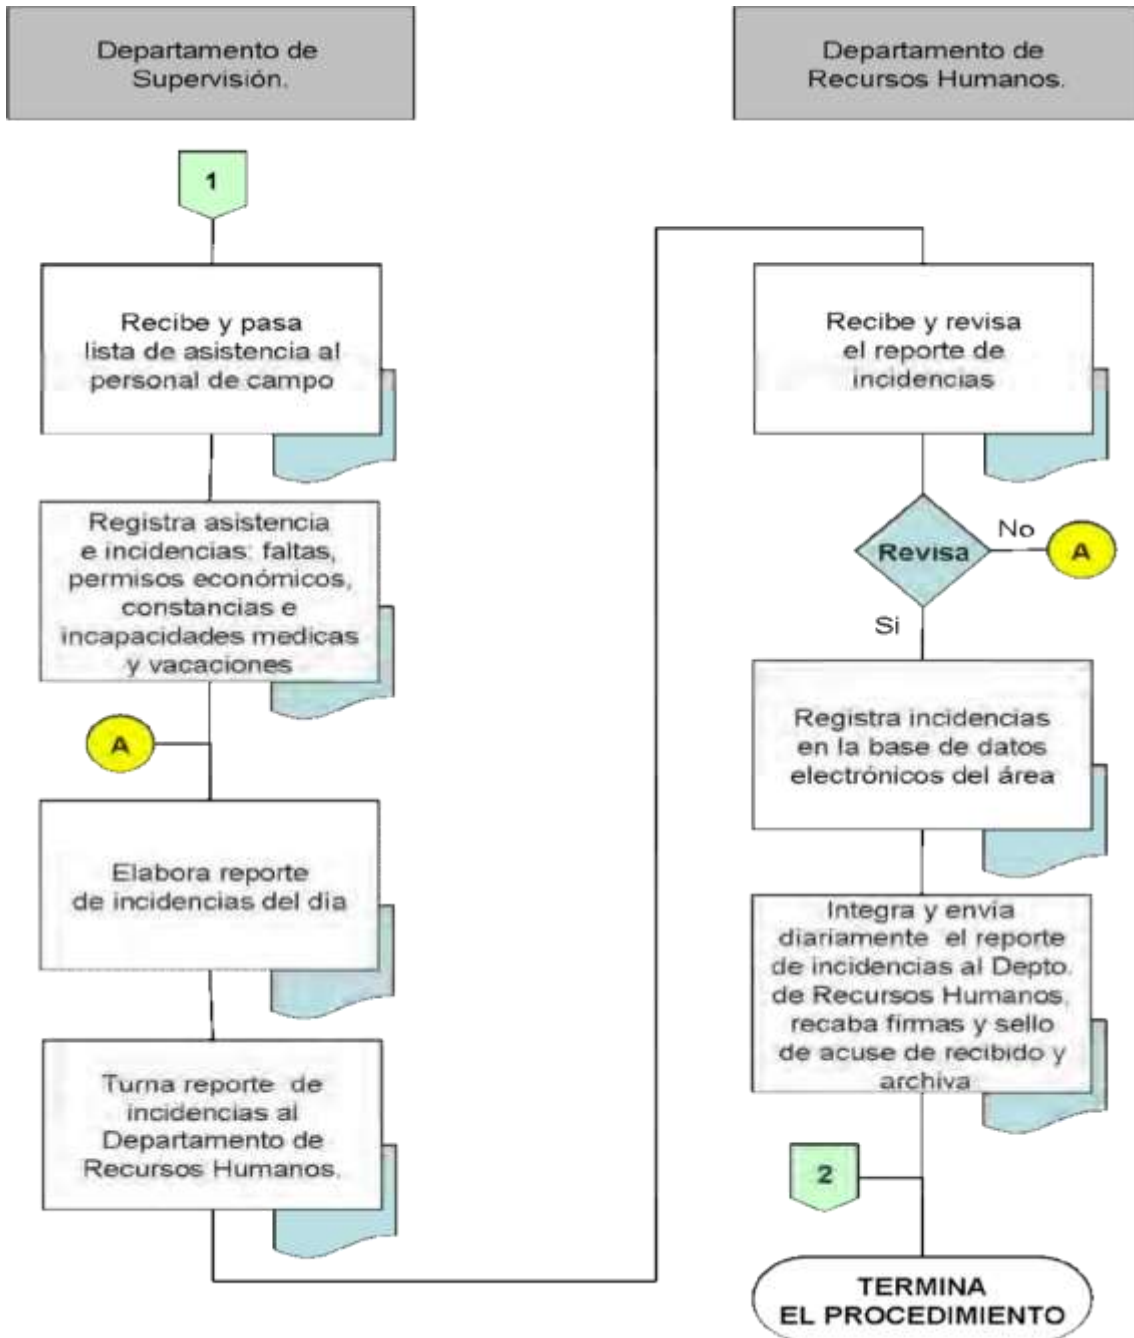 Departamento de
Supervisión.
1
Recibe y pasa
lista de asistencia al
personal de campo
Registra asistencia
e incidencias: faltas,
permisos económicos,
constancias e
incapacidades medicas
y vacaciones
A
Elabora reporte
de incidencias del día
Turna reporte de
incidencias al
Departamento de
Recursos Humanos.
Departamento de
Recursos Humanos.
Recibe y revisa
el reporte de
incidencias
Revisa
No
A
Si
Registra incidencias
en la base de datos
electrónicos del área
Integra y envía
diariamente el reporte
de incidencias al Depto.
de Recursos Humanos,
recaba firmas y sello
de acuse de recibido y
archiva
2
TERMINA
EL PROCEDIMIENTO